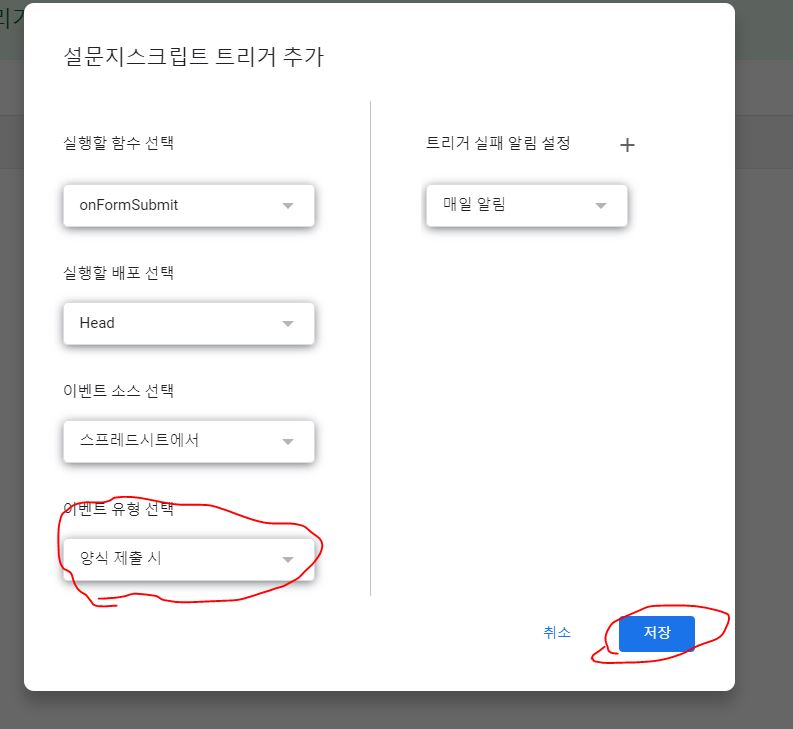 리거
설문지스크립트 트리거 추가
실행할 함수 선택
onFormSubmit
실행할 배포 선택
Head
이벤트 소스 선택
스프레드시트에서
이벤트 유형 선택
양식 제출 시
트리거 실패 알림 설정 +
매일 알림
취소 저장